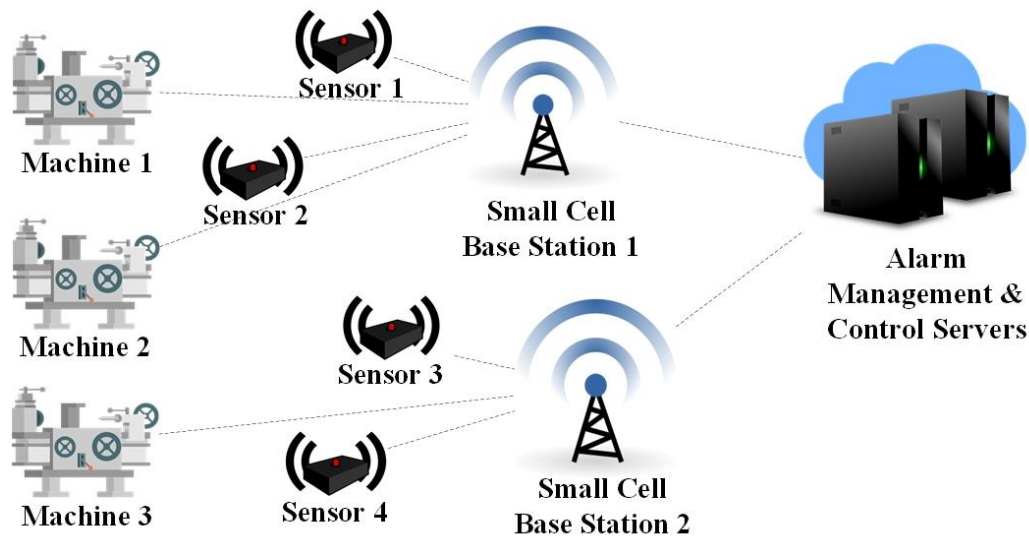 Sensor 1
Machine 1
Sensor 2
Small Cell
Base Station 1
Alarm
Management &
Control Servers
Machine 2
Sensor 3
Machine 3
Sensor 4
Small Cell
Base Station 2